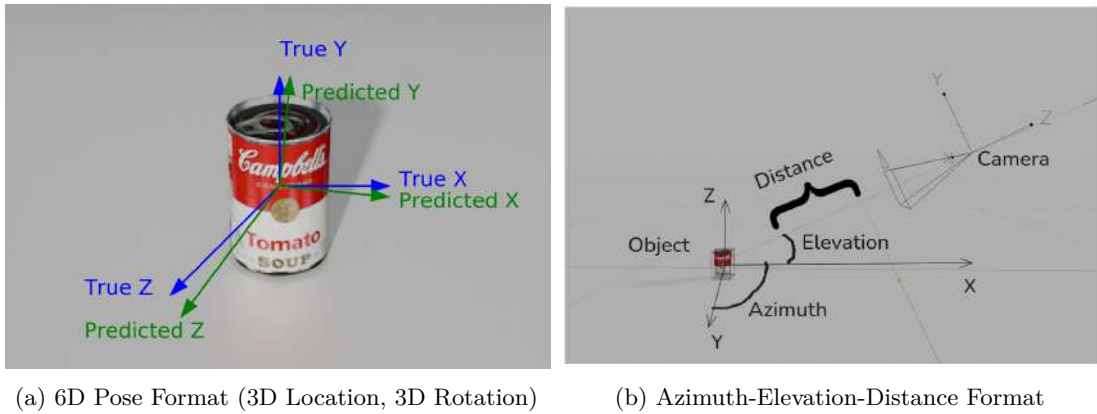 True Y
Predicted Y
Campbell's
True X
Predicted X
Tomato
SOUP
True Z
Predicted Z
(a) 6D Pose Format (3D Location, 3D Rotation)
Y
Z
Camera
Distance
Z
Object
Elevation
X
Azimuth
Y
(b) Azimuth-Elevation-Distance Format